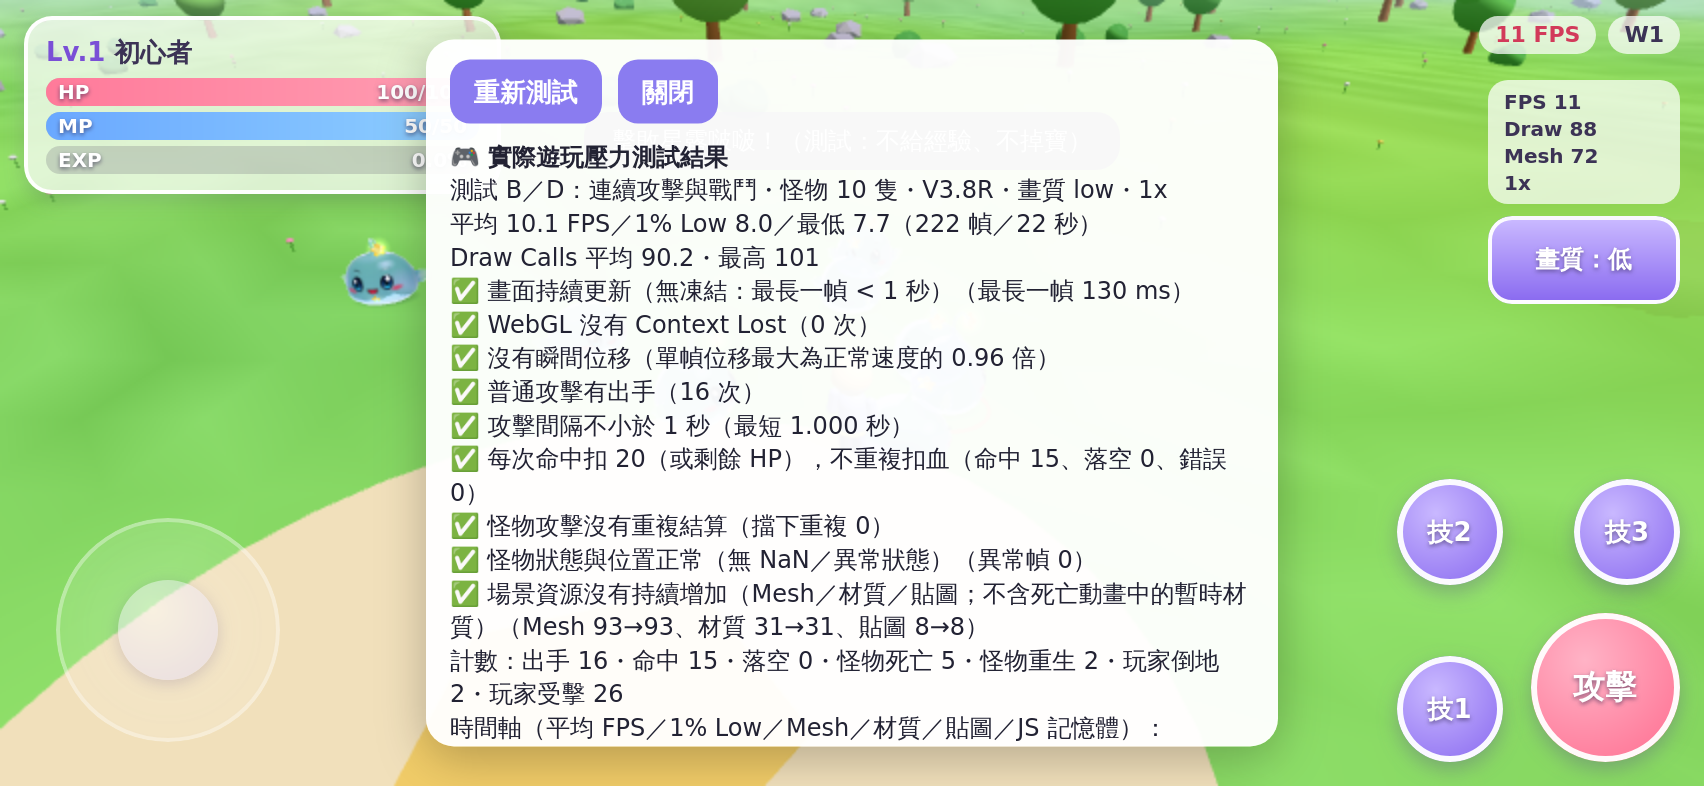 Lv.1 初心者
HP 100/
MP 50/50
EXP 0
11 FPS
W1
FPS 11
Draw 88
Mesh 72
1x
畫質：低
重新測試
關閉
啵啵！（測試：不給經驗、不掉寶）
🎮 實際遊玩壓力測試結果
測試 B／D：連續攻擊與戰鬥・怪物 10 隻・V3.8R・畫質 low・1x
平均 10.1 FPS／1% Low 8.0／最低 7.7（222 幀／22 秒）
Draw Calls 平均 90.2・最高 101
✅ 畫面持續更新（無凍結：最長一幀 < 1 秒）（最長一幀 130 ms）
✅ WebGL 沒有 Context Lost（0 次）
✅ 沒有瞬間位移（單幀位移最大為正常速度的 0.96 倍）
✅ 普通攻擊有出手（16 次）
✅ 攻擊間隔不小於 1 秒（最短 1.000 秒）
✅ 每次命中扣 20（或剩餘 HP），不重複扣血（命中 15、落空 0、錯誤
0）
✅ 怪物攻擊沒有重複結算（擋下重複 0）
✅ 怪物狀態與位置正常（無 NaN／異常狀態）（異常幀 0）
✅ 場景資源沒有持續增加（Mesh／材質／貼圖；不含死亡動畫中的暫時材
質）（Mesh 93→93、材質 31→31、貼圖 8→8）
計數：出手 16・命中 15・落空 0・怪物死亡 5・怪物重生 2・玩家倒地
2・玩家受擊 26
時間軸（平均 FPS／1% Low／Mesh／材質／貼圖／JS 記憶體）：
技2
技3
技1
攻擊